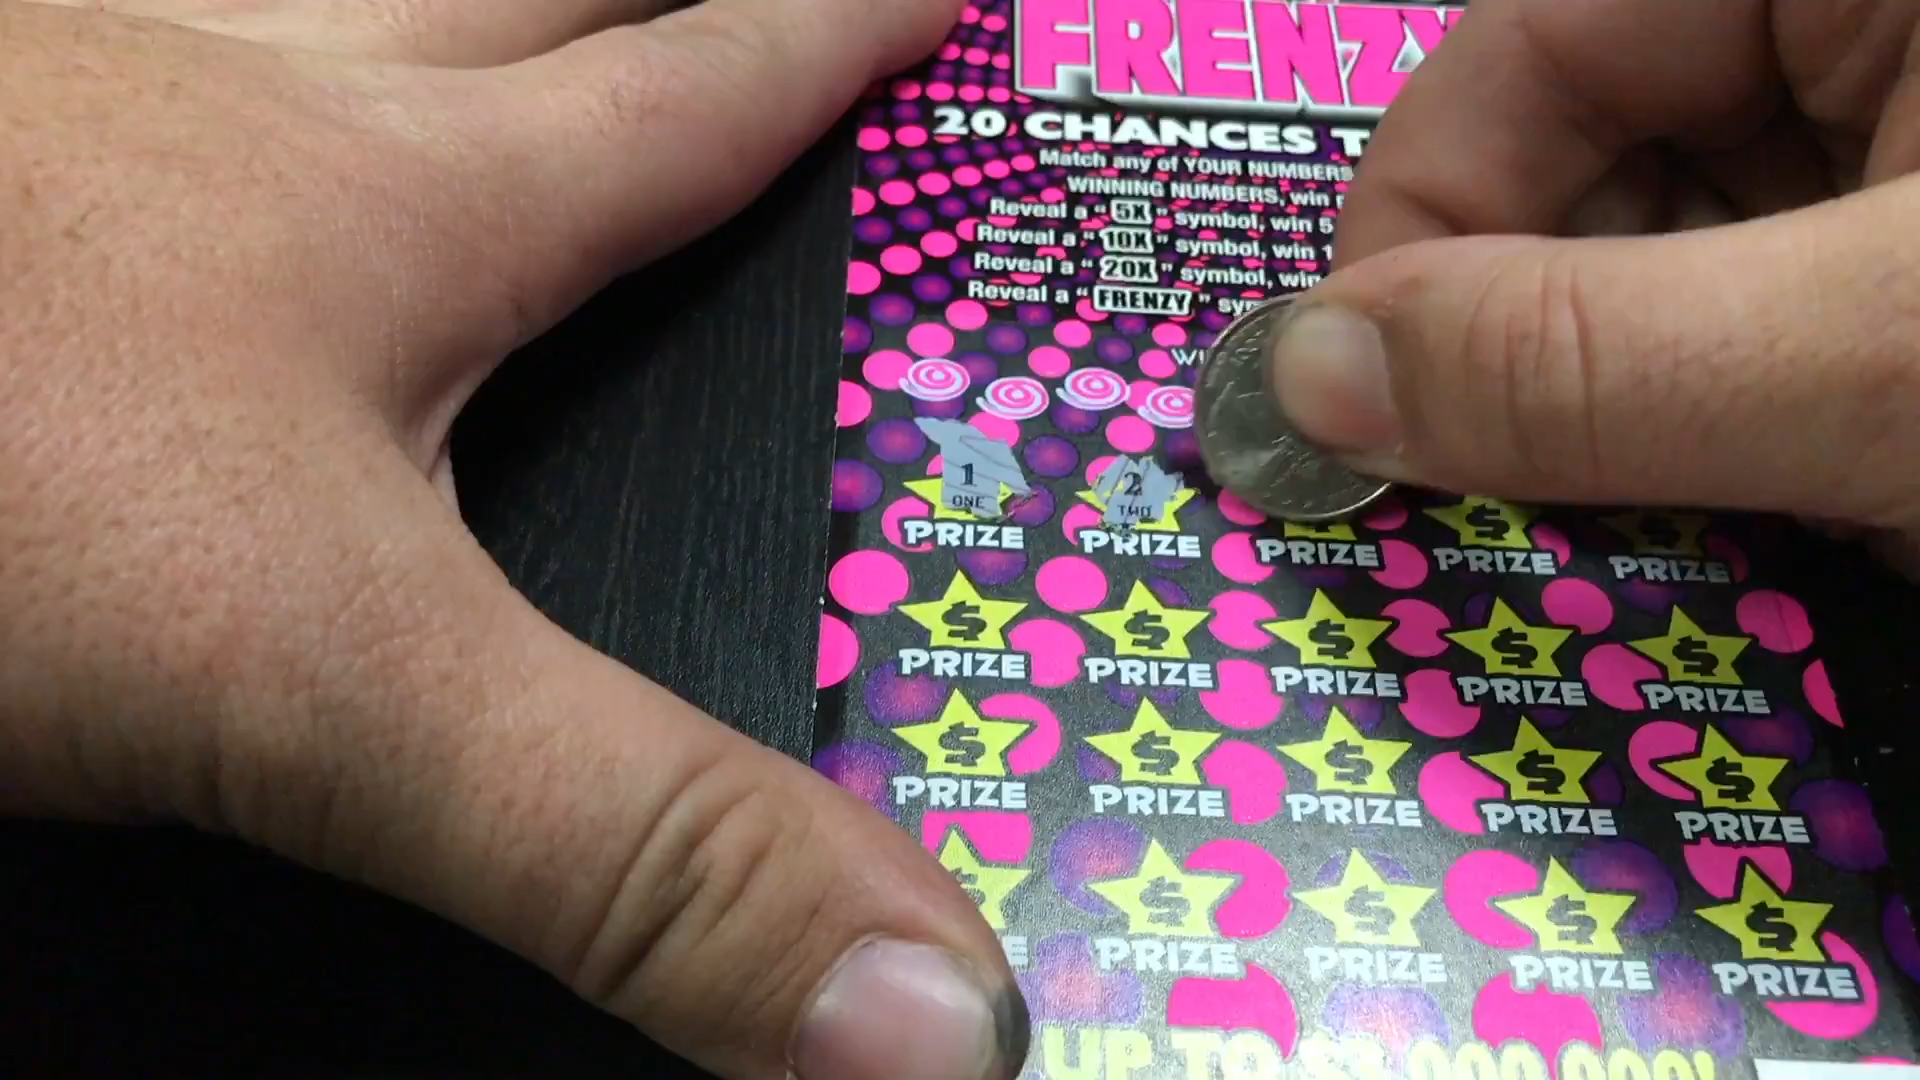 FRENZY
20 CHANCES
Match any of YOUR NUMBERS
WINNING NUMBERS, win
Reveal a "5X" symbol, win 5
Reveal a "10X" symbol, win 1
Reveal a "20X" symbol, win
Reveal a "FRENZY"
1 2
ONE TWO
PRIZE PRIZE PRIZE PRIZE PRIZE
$ $ $ $ $
PRIZE PRIZE PRIZE PRIZE PRIZE
$ $ $ $ $
PRIZE PRIZE PRIZE PRIZE PRIZE
$ $ $ $
PRIZE PRIZE PRIZE PRIZE
UP TO